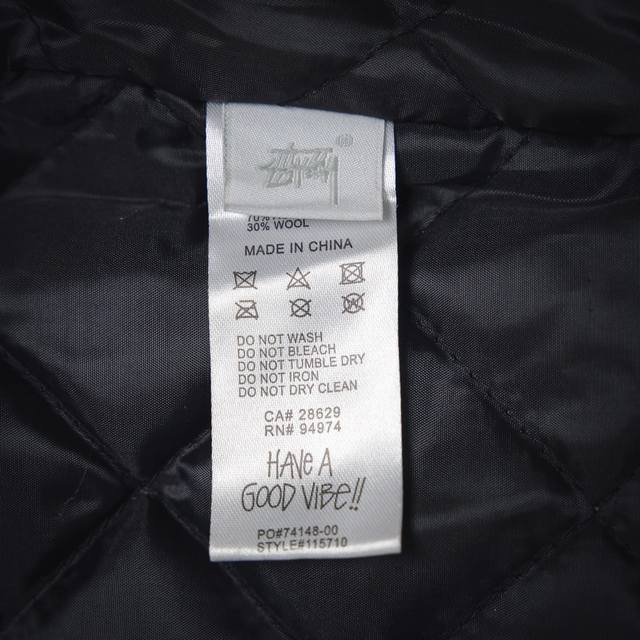 Stüssy
30% WOOL
MADE IN CHINA
DO NOT WASH
DO NOT BLEACH
DO NOT TUMBLE DRY
DO NOT IRON
DO NOT DRY CLEAN
CA# 28629
RN# 94974
HAVE A
GOOD VIBE!!
PO#74148-00
STYLE#115710